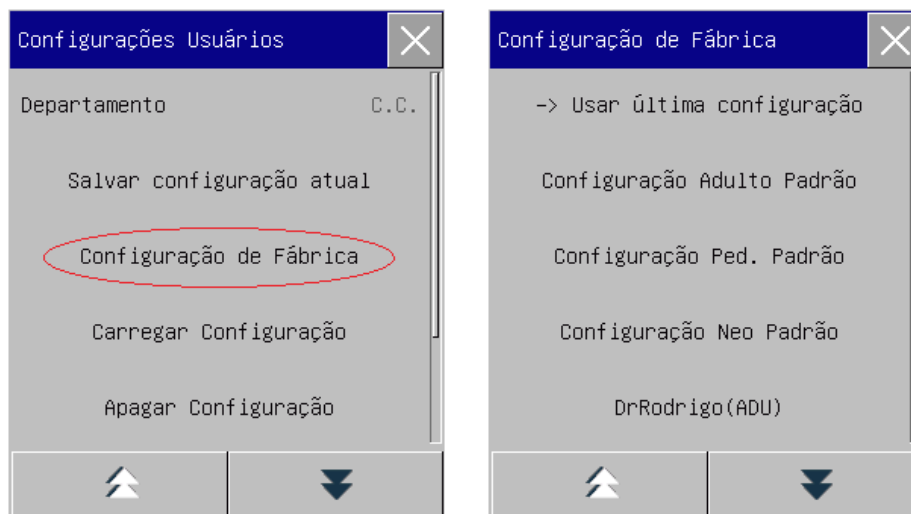 Configurações Usuários
Departamento C.C.
Salvar configuração atual
Configuração de Fábrica
Carregar Configuração
Apagar Configuração
Configuração de Fábrica
-> Usar última configuração
Configuração Adulto Padrão
Configuração Ped. Padrão
Configuração Neo Padrão
DrRodrigo(ADU)